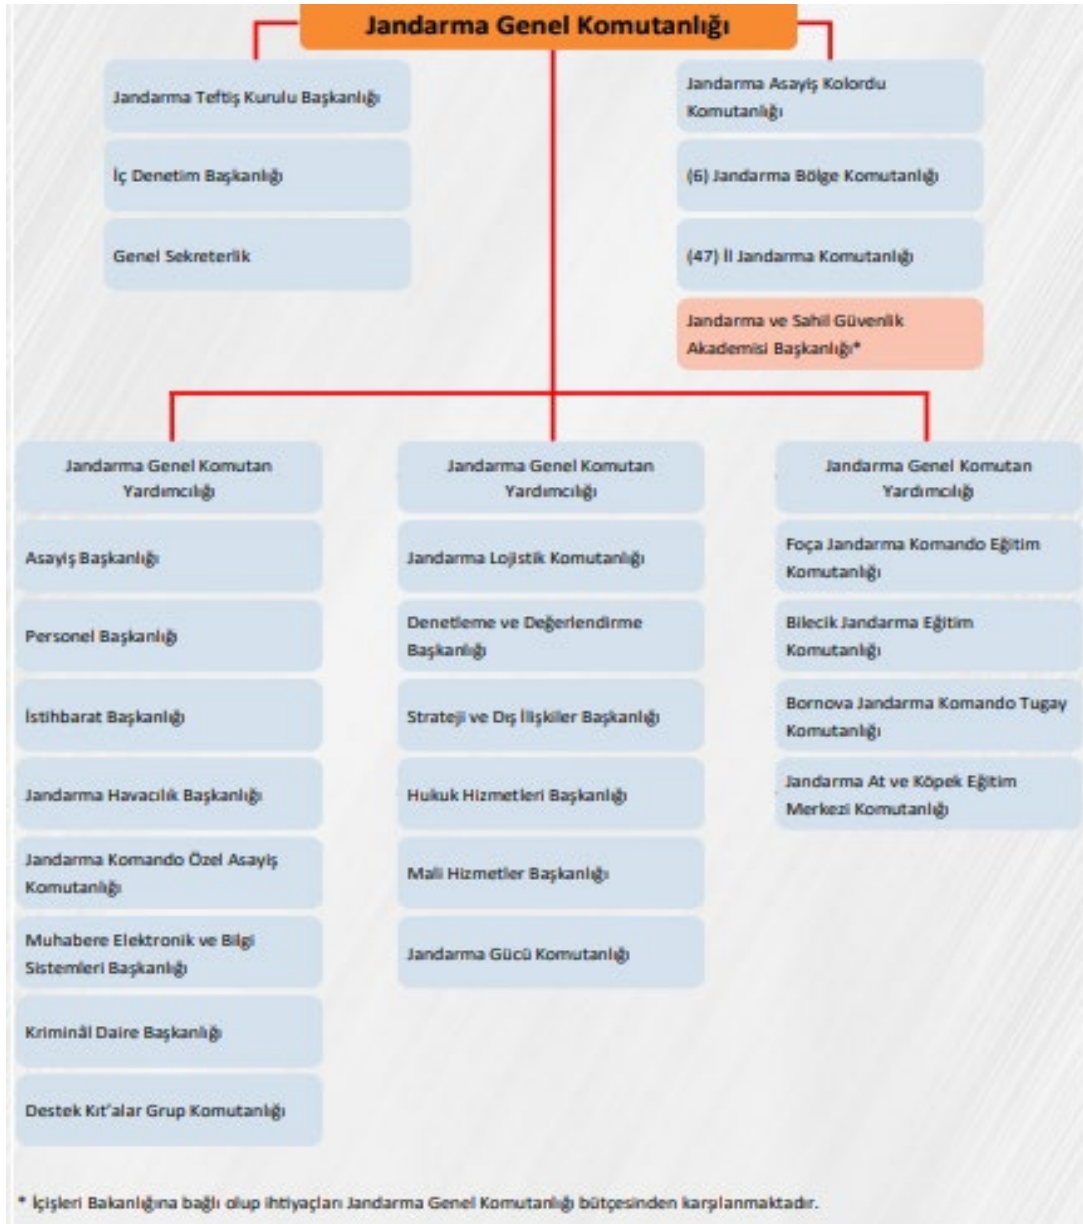 Jandarma Genel Komutanlığı
Jandarma Teftiş Kurulu Başkanlığı
İç Denetim Başkanlığı
Genel Sekreterlik
Jandarma Asayiş Kolordu
Komutanlığı
(6) Jandarma Bölge Komutanlığı
(47) İl Jandarma Komutanlığı
Jandarma ve Sahil Güvenlik
Akademisi Başkanlığı*
Jandarma Genel Komutan
Yardımcılığı
Asayiş Başkanlığı
Personel Başkanlığı
İstihbarat Başkanlığı
Jandarma Havacılık Başkanlığı
Jandarma Komando Özel Asayiş
Komutanlığı
Muhabere Elektronik ve Bilgi
Sistemleri Başkanlığı
Kriminâl Daire Başkanlığı
Destek Kıt'alar Grup Komutanlığı
Jandarma Genel Komutan
Yardımcılığı
Jandarma Lojistik Komutanlığı
Denetleme ve Değerlendirme
Başkanlığı
Strateji ve Dış İlişkiler Başkanlığı
Hukuk Hizmetleri Başkanlığı
Mali Hizmetler Başkanlığı
Jandarma Gücü Komutanlığı
Jandarma Genel Komutan
Yardımcılığı
Foça Jandarma Komando Eğitim
Komutanlığı
Bilecik Jandarma Eğitim
Komutanlığı
Bornova Jandarma Komando Tugay
Komutanlığı
Jandarma At ve Köpek Eğitim
Merkezi Komutanlığı
* İçişleri Bakanlığına bağlı olup ihtiyaçları Jandarma Genel Komutanlığı bütçesinden karşılanmaktadır.